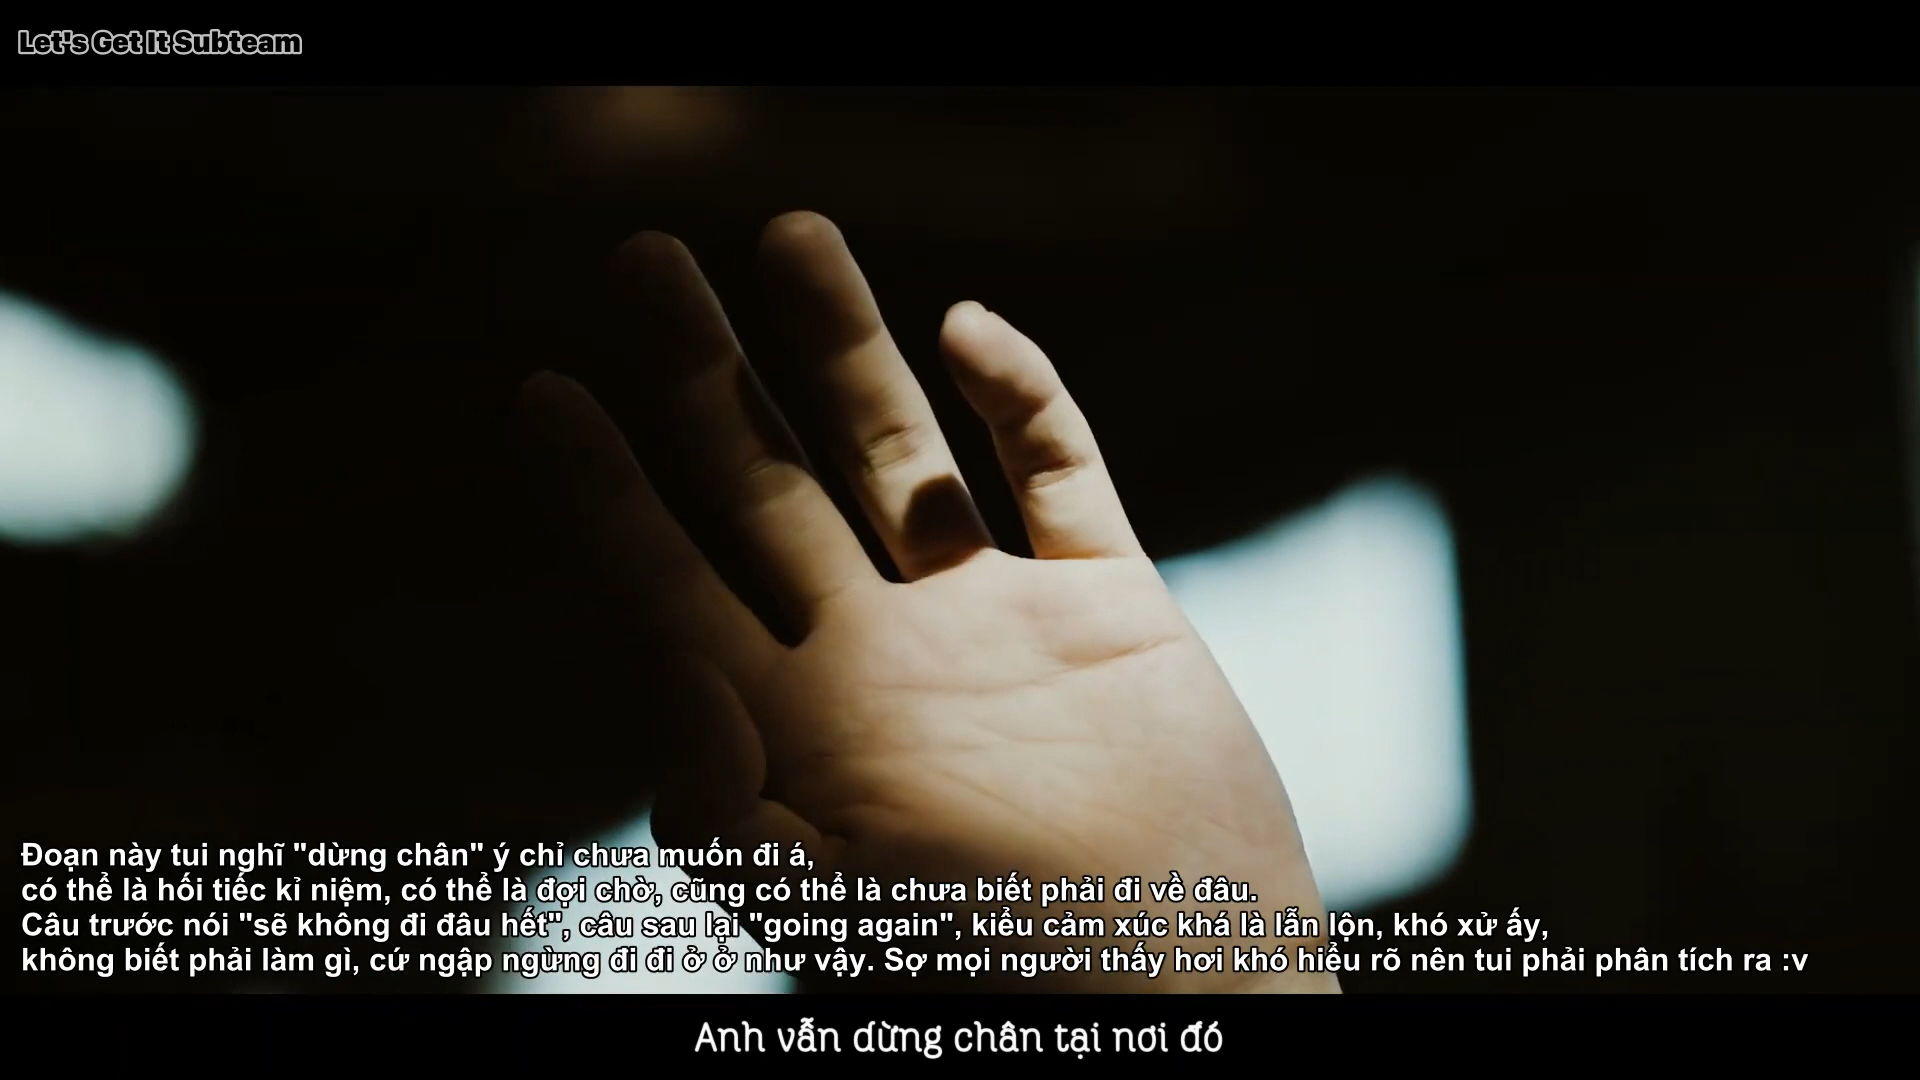 Let's Get It Subteam
Đoạn này tui nghĩ "dừng chân" ý chỉ chưa muốn đi á,
có thể là hối tiếc kỉ niệm, có thể là đợi chờ, cũng có thể là chưa biết phải đi về đâu.
Câu trước nói "sẽ không đi đâu hết", câu sau lại "going again", kiểu cảm xúc khá là lẫn lộn, khó xử ấy,
không biết phải làm gì, cứ ngập ngừng đi đi ở ở như vậy. Sợ mọi người thấy hơi khó hiểu rõ nên tui phải phân tích ra :v
Anh vẫn dừng chân tại nơi đó